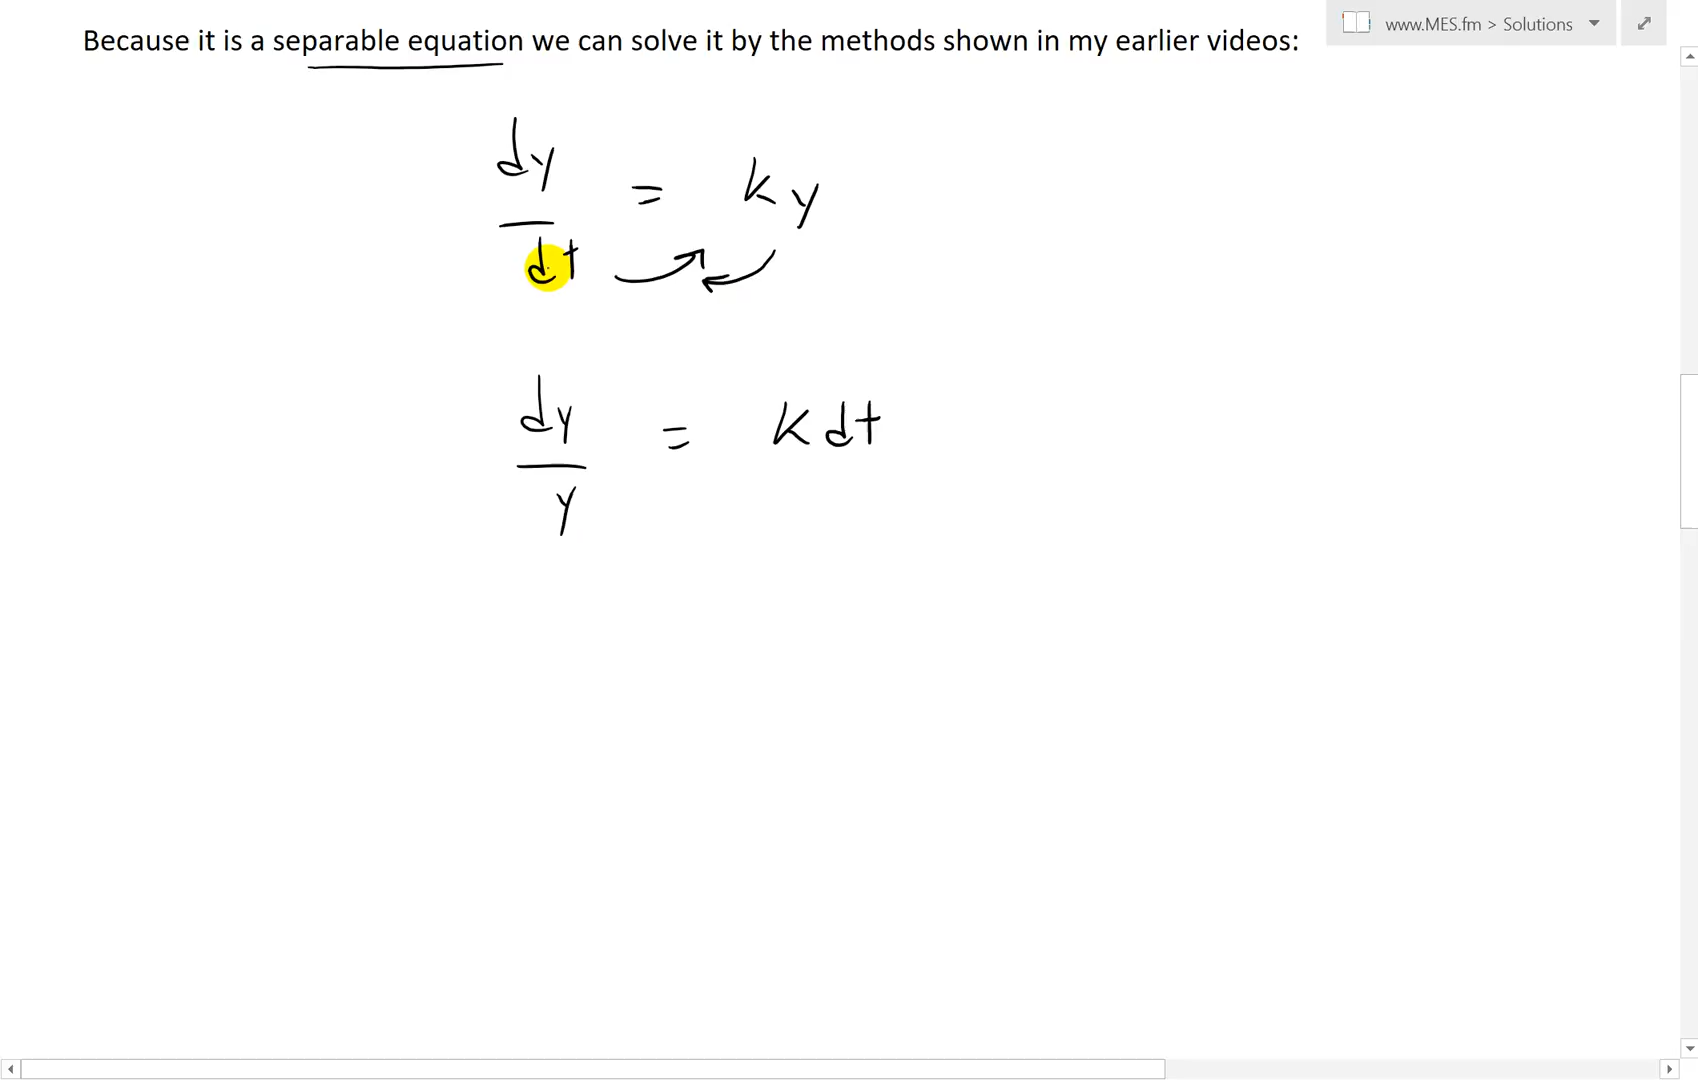 www.MES.fm > Solutions
Because it is a separable equation we can solve it by the methods shown in my earlier videos:
dy/dt = ky
dy/y = k dt